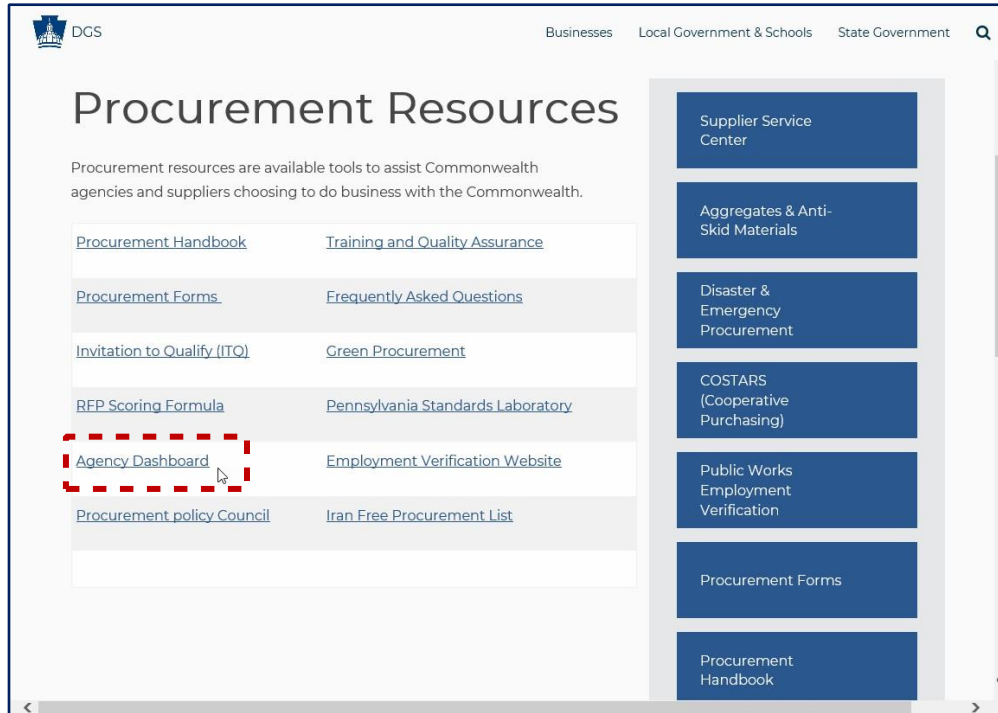 DGS
Businesses
Local Government & Schools
State Government
Procurement Resources
Procurement resources are available tools to assist Commonwealth
agencies and suppliers choosing to do business with the Commonwealth.
Procurement Handbook
Training and Quality Assurance
Procurement Forms
Frequently Asked Questions
Invitation to Qualify (ITQ)
Green Procurement
RFP Scoring Formula
Pennsylvania Standards Laboratory
Agency Dashboard
Employment Verification Website
Procurement policy Council
Iran Free Procurement List
Supplier Service
Center
Aggregates & Anti-
Skid Materials
Disaster &
Emergency
Procurement
COSTARS
(Cooperative
Purchasing)
Public Works
Employment
Verification
Procurement Forms
Procurement
Handbook